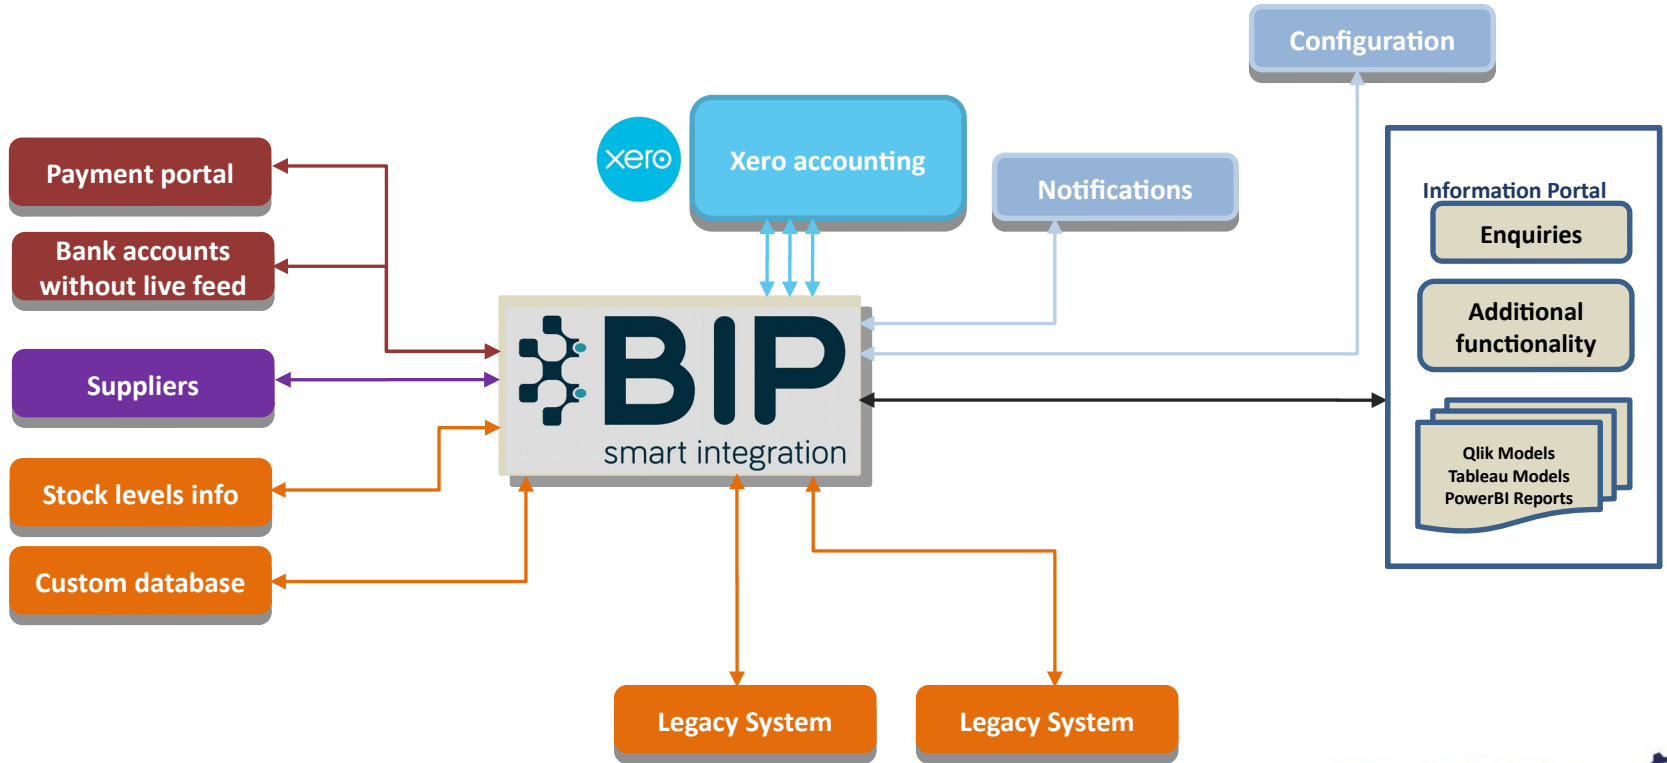 Configuration
Payment portal
xero
Xero accounting
Notifications
Information Portal
Enquiries
Bank accounts
without live feed
Additional
functionality
BIP
smart integration
Suppliers
Qlik Models
Tableau Models
PowerBI Reports
Stock levels info
Custom database
Legacy System
Legacy System